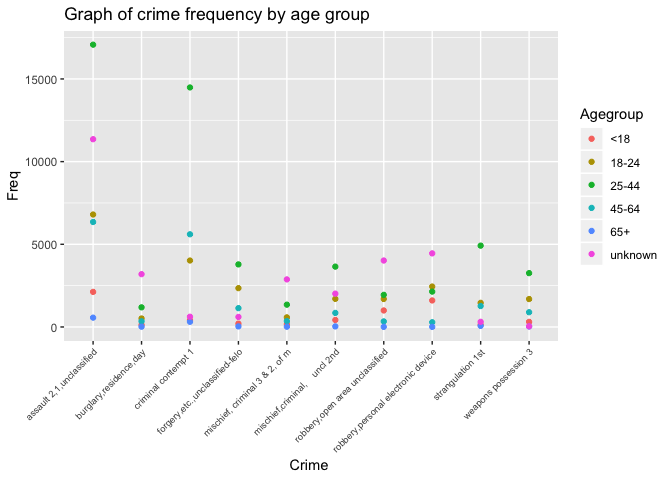 Graph of crime frequency by age group
Freq
15000
10000
5000
0
assault 2,1,unclassified
burglary,residence,day
criminal contempt 1
forgery,etc.,unclassified-felo
mischief, criminal 3 & 2, of m
mischief,criminal,    uncl 2nd
robbery,open area unclassified
robbery,personal electronic device
strangulation 1st
weapons possession 3
Crime
Agegroup
<18
18-24
25-44
45-64
65+
unknown